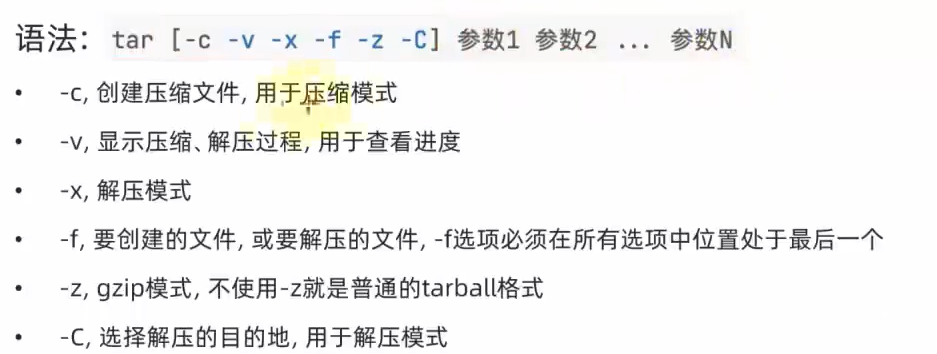 语法: tar [-c -v -x -f -z -C] 参数1 参数2 ... 参数N
• -c, 创建压缩文件, 用于压缩模式
• -v, 显示压缩、解压过程, 用于查看进度
• -x, 解压模式
• -f, 要创建的文件, 或要解压的文件, -f选项必须在所有选项中位置处于最后一个
• -z, gzip模式, 不使用-z就是普通的tarball格式
• -C, 选择解压的目的地, 用于解压模式